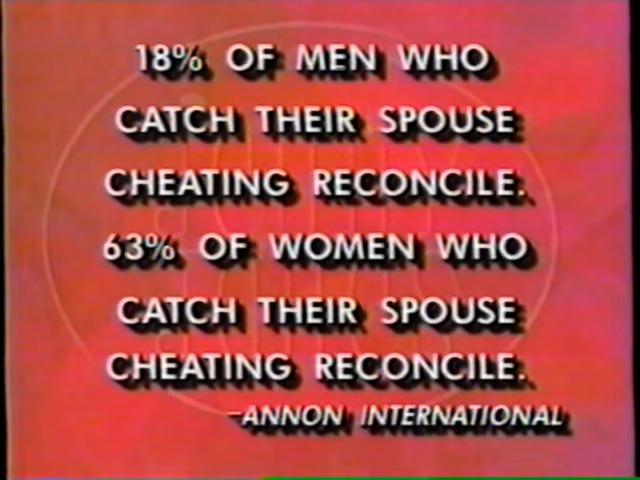 18% OF MEN WHO
CATCH THEIR SPOUSE
CHEATING RECONCILE.
63% OF WOMEN WHO
CATCH THEIR SPOUSE
CHEATING RECONCILE.
–ANNON INTERNATIONAL